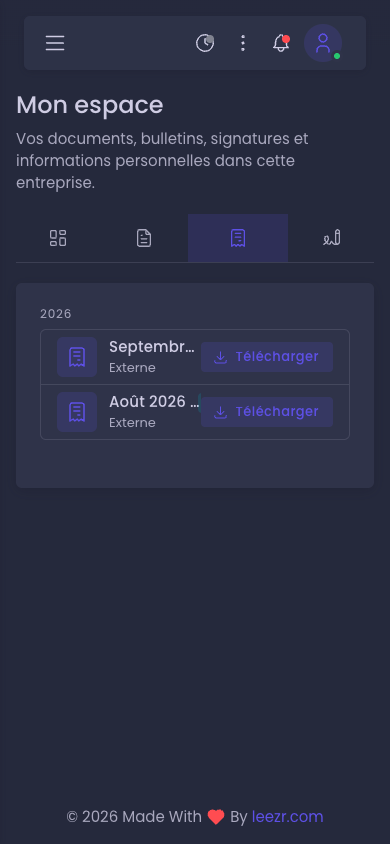 Mon espace
Vos documents, bulletins, signatures et
informations personnelles dans cette
entreprise.
2026
Septembr...
Télécharger
Externe
Août 2026 ...
Télécharger
Externe
© 2026 Made With By leezr.com